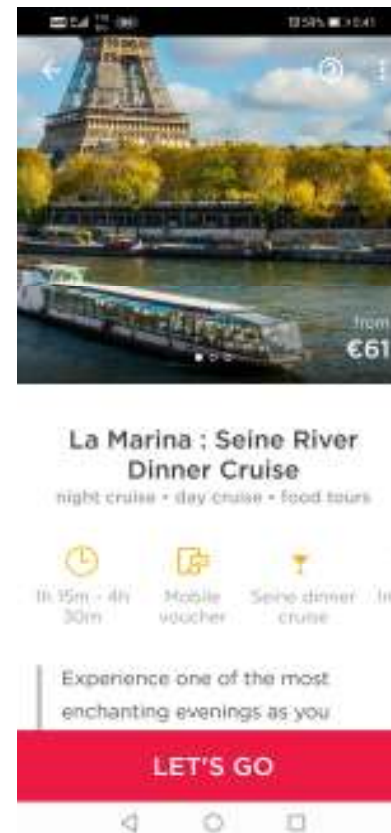 from
€61
La Marina : Seine River
Dinner Cruise
night cruise • day cruise • food tours
1h 15m - 4h
30m
Mobile
voucher
Seine dinner
cruise
Experience one of the most
enchanting evenings as you
LET'S GO